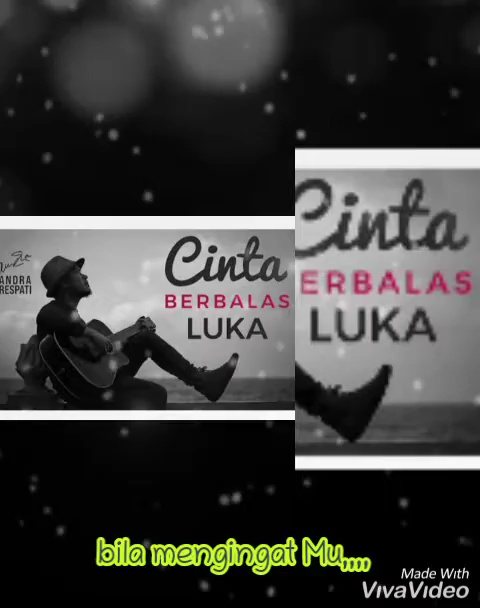 ANDRA
RESPATI
Cinta
BERBALAS
LUKA
Cinta
ERBALAS
LUKA
bila mengingat Mu,,,,
Made With
VivaVideo